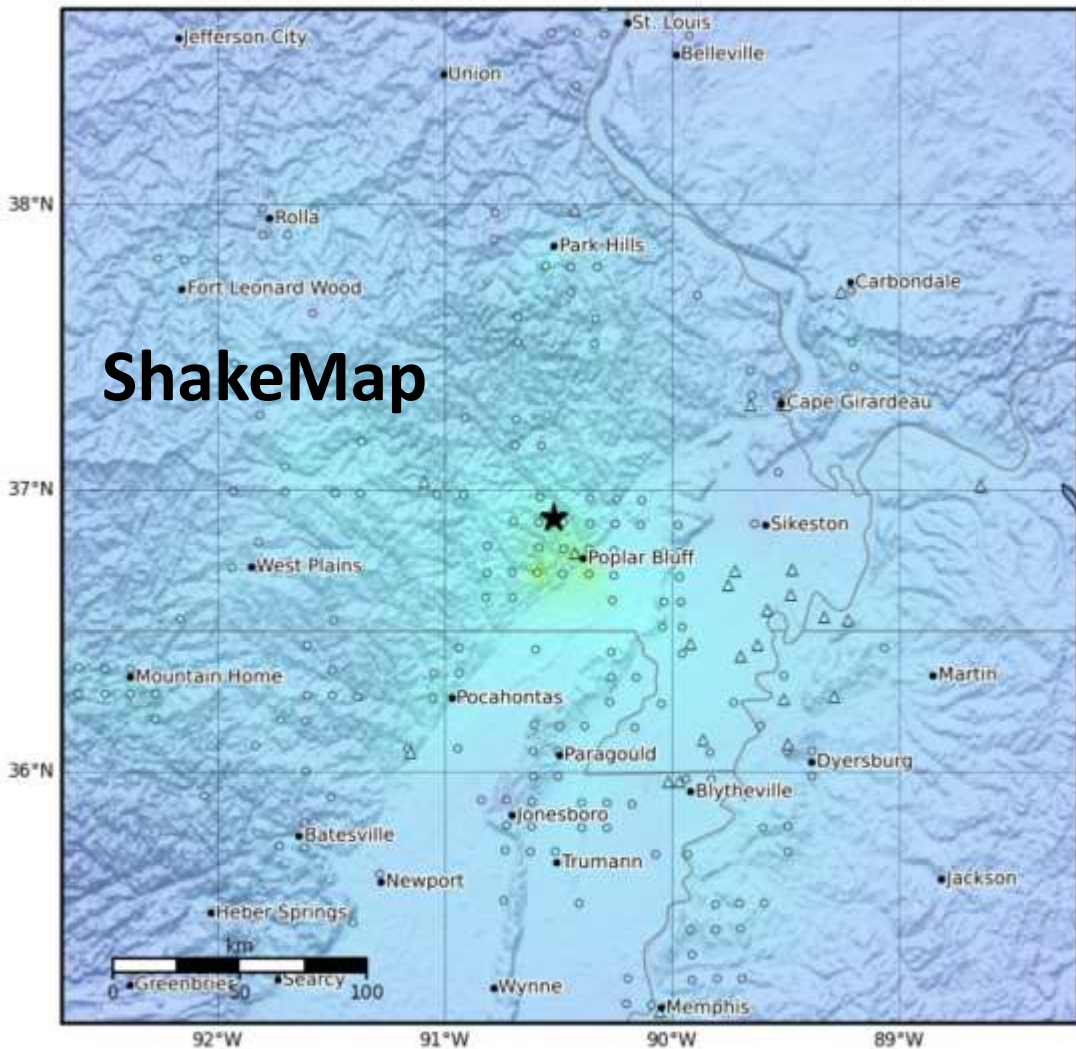 St. Louis
Jefferson City
Belleville
Union
38°N
Rolla
Park Hills
Fort Leonard Wood
Carbondale
ShakeMap
Cape Girardeau
37°N
Sikeston
Poplar Bluff
West Plains
Mountain Home
Martin
Pocahontas
Paragould
Dyersburg
36°N
Blytheville
Jonesboro
Batesville
Trumann
Newport
Jackson
Heber Springs
km
Searcy
Greenbrier
Wynne
0 50 100
Memphis
92°W 91°W 90°W 89°W